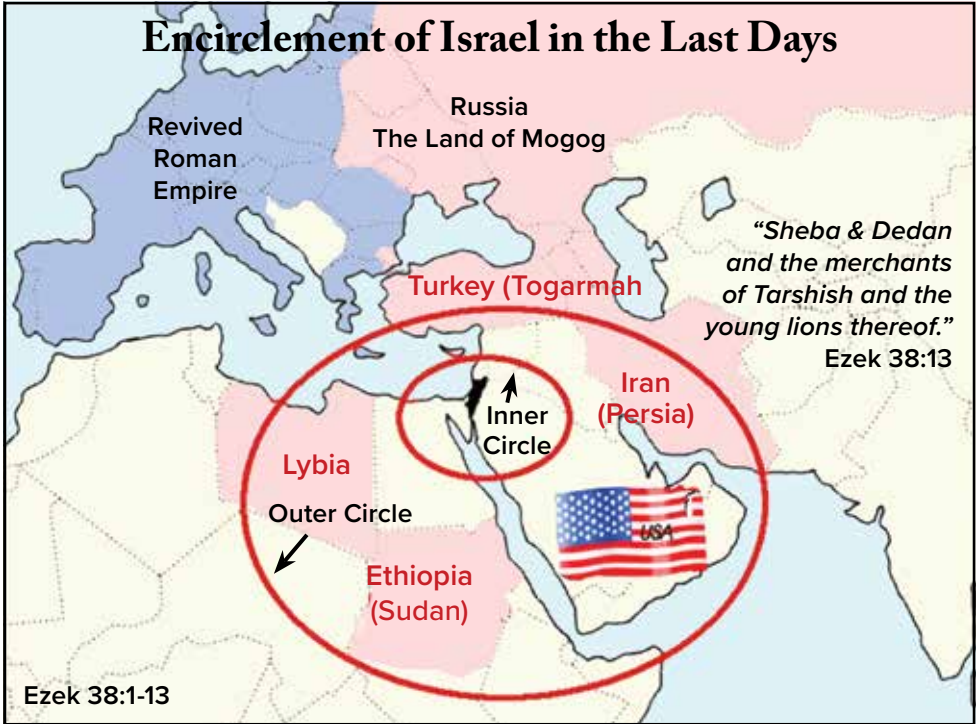 Encirclement of Israel in the Last Days
Revived
Roman
Empire
Russia
The Land of Mogog
“Sheba & Dedan
and the merchants
of Tarshish and the
young lions thereof.”
Ezek 38:13
Turkey (Togarmah
Iran
(Persia)
Inner
Circle
Lybia
Outer Circle
USA
Ethiopia
(Sudan)
Ezek 38:1-13